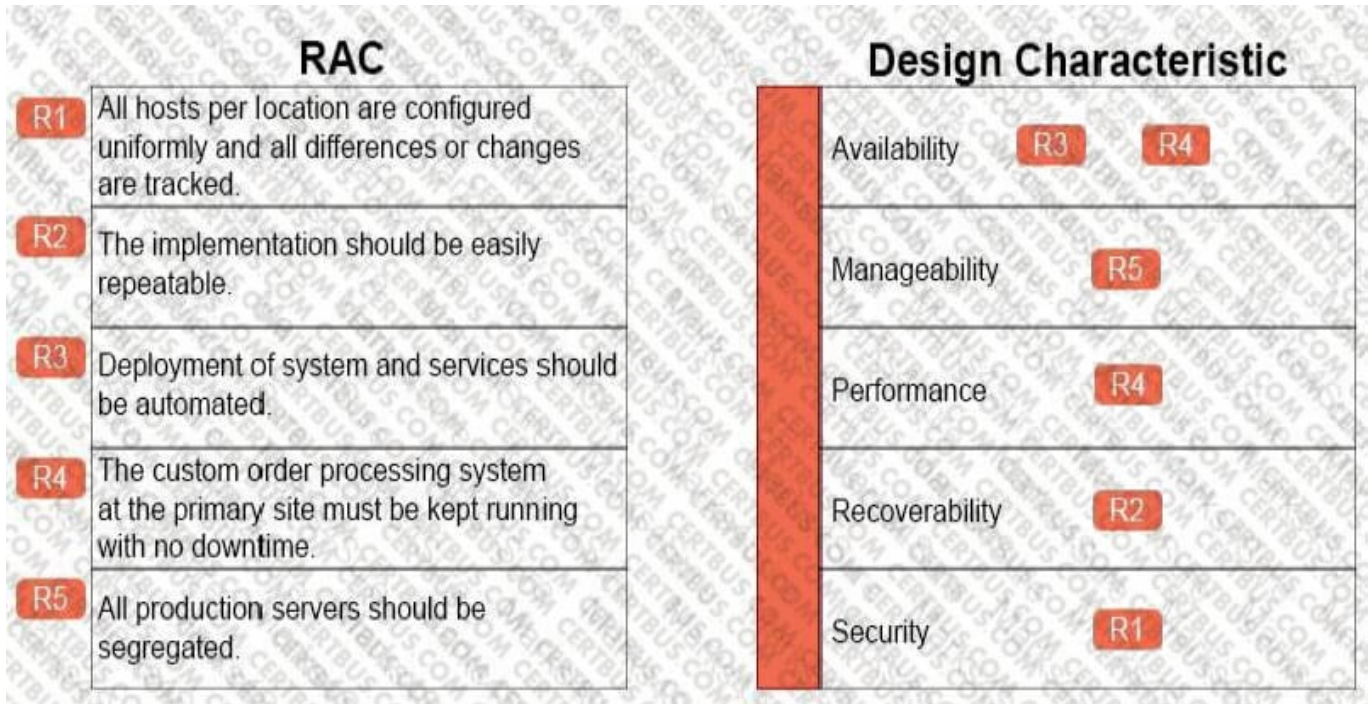 RAC
R1
All hosts per location are configured
uniformly and all differences or changes
are tracked.
R2
The implementation should be easily
repeatable.
R3
Deployment of system and services should
be automated.
R4
The custom order processing system
at the primary site must be kept running
with no downtime.
R5
All production servers should be
segregated.
Design Characteristic
Availability R3 R4
Manageability R5
Performance R4
Recoverability R2
Security R1
CERTBUS.COM